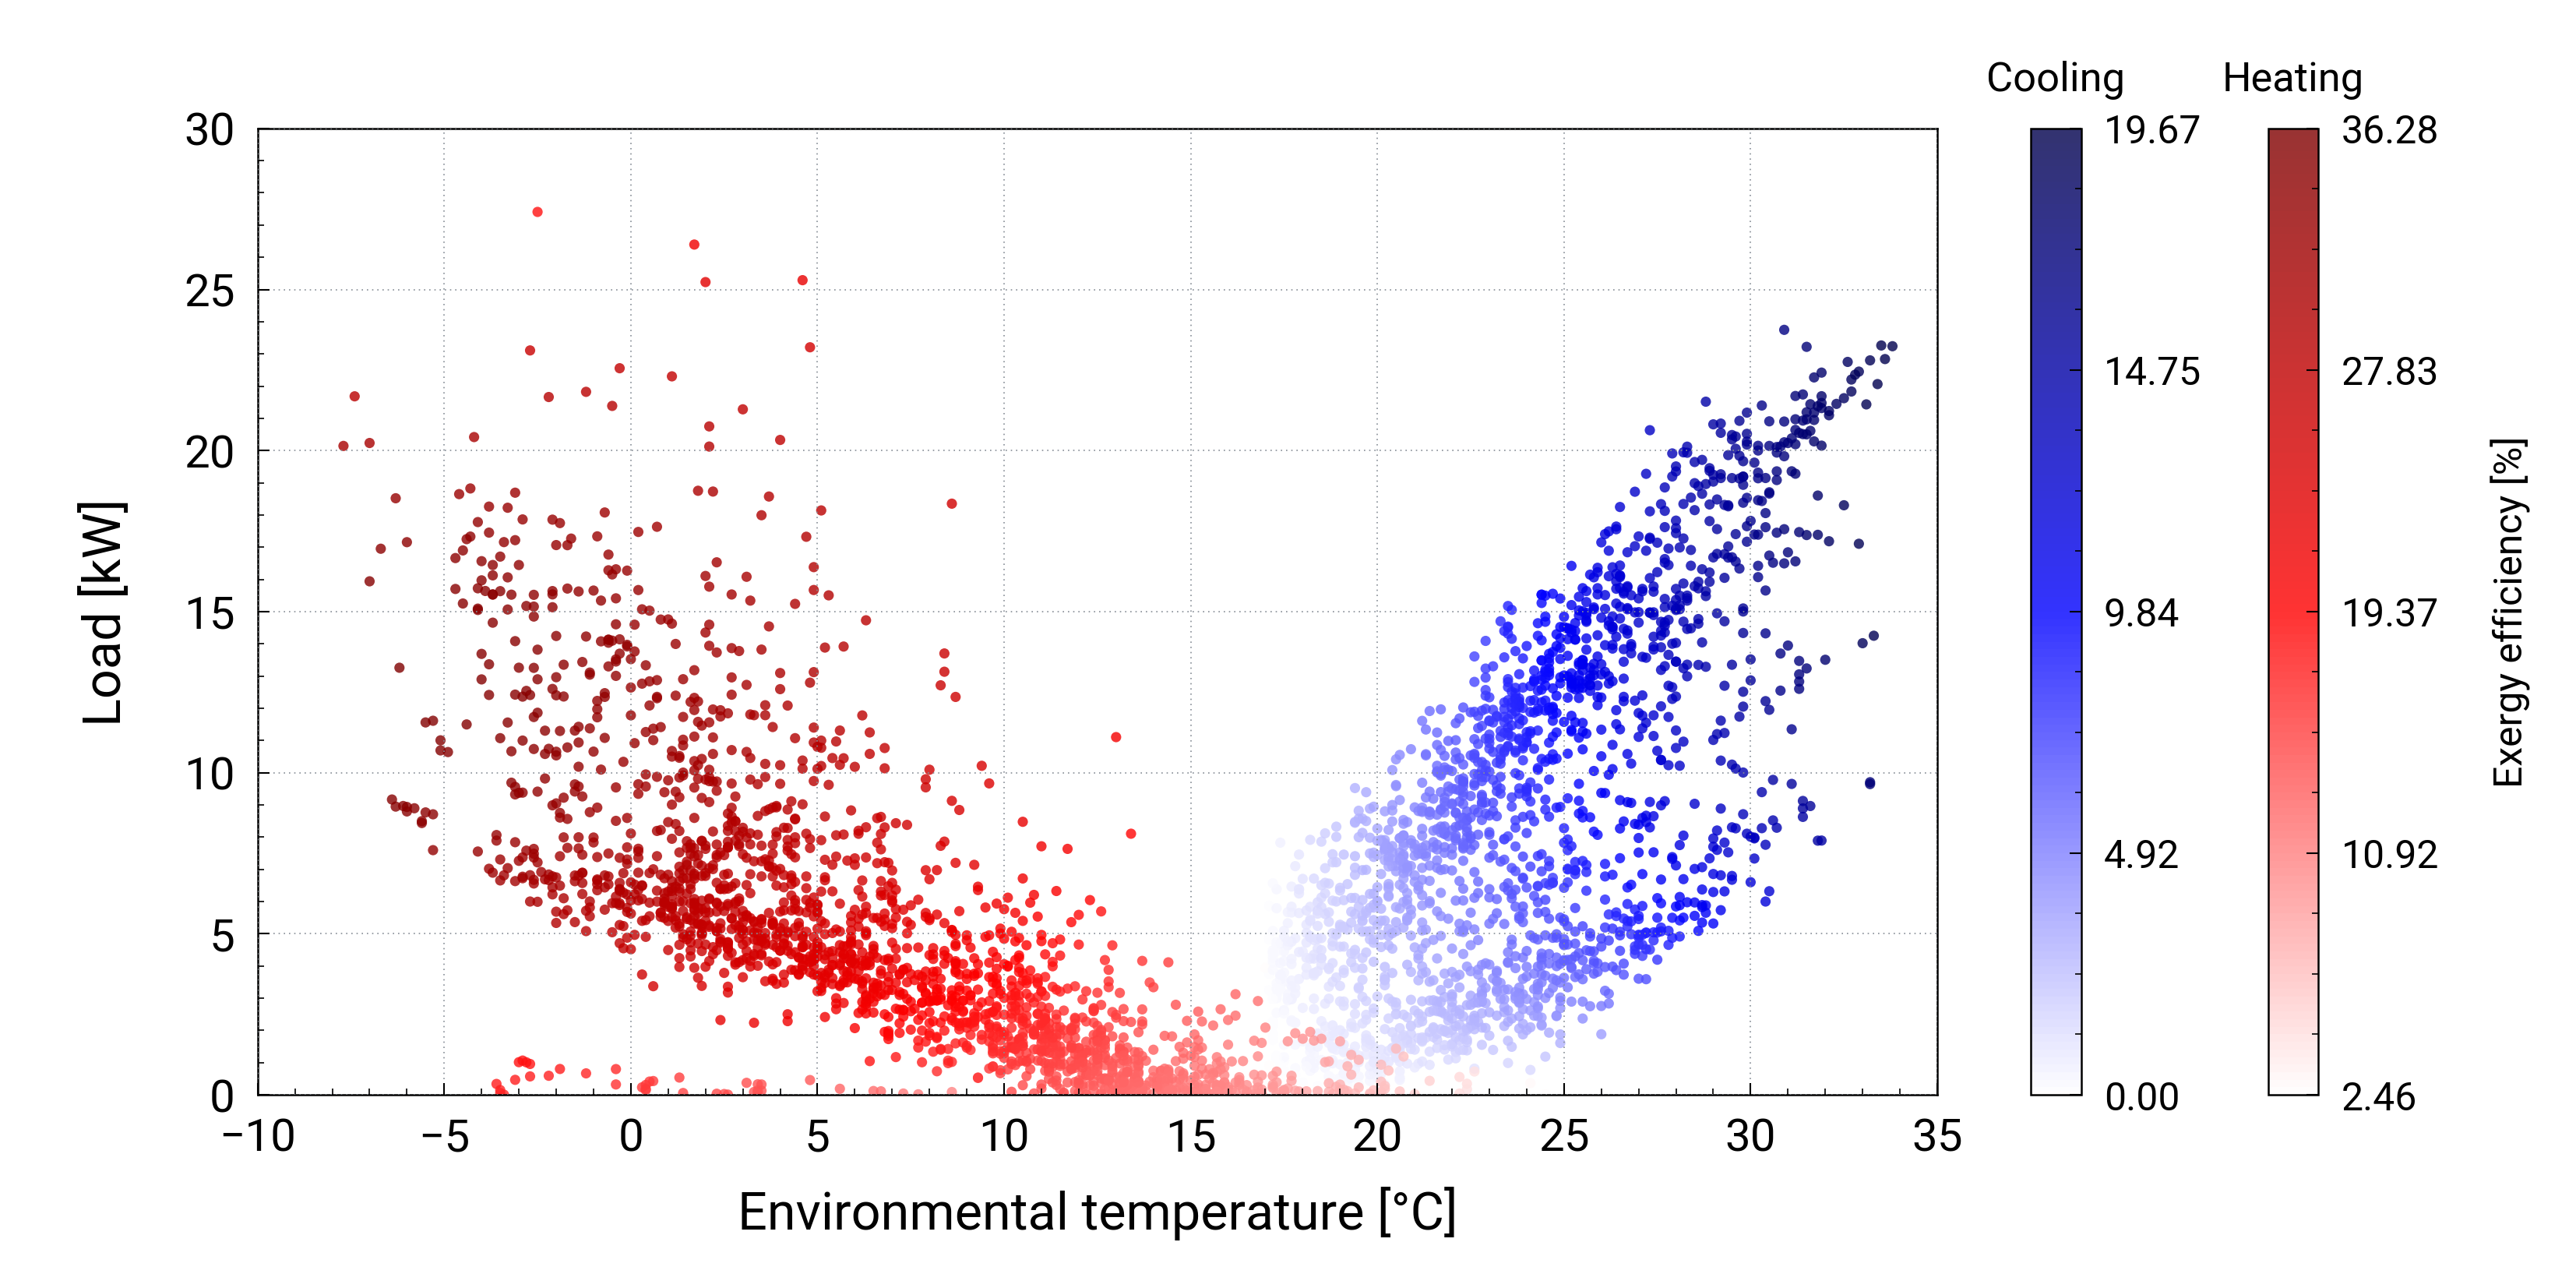 Cooling Heating
30 19.67 36.28
25
14.75 27.83
20
15 9.84 19.37
10
4.92 10.92
5
0 0.00 2.46
−10 −5 0 5 10 15 20 25 30 35
Environmental temperature [°C]
Load [kW]
Exergy efficiency [%]